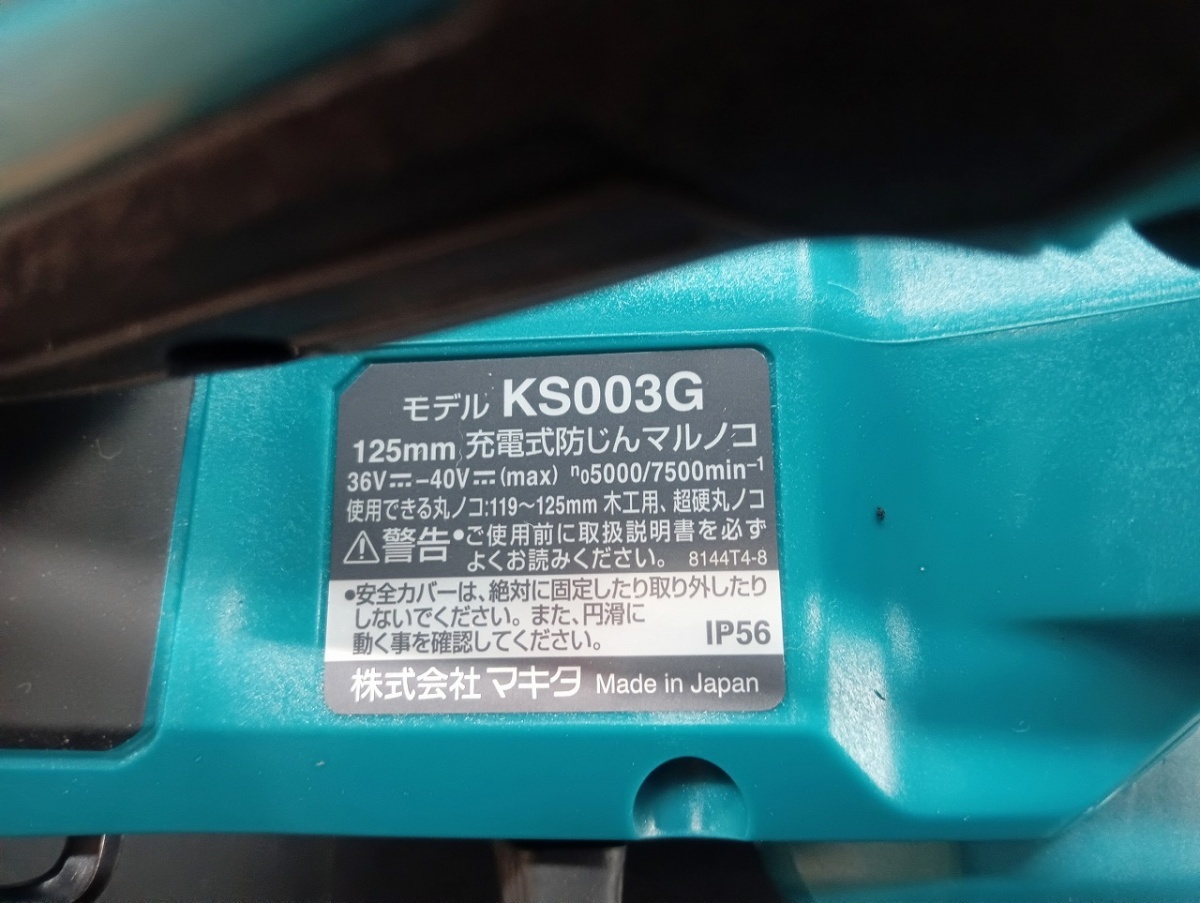 モデル KS003G
125mm 充電式防じんマルノコ
36V⎓-40V⎓(max) n₀5000/7500min⁻¹
使用できる丸ノコ:119～125mm 木工用、超硬丸ノコ
⚠警告 •ご使用前に取扱説明書を必ず
よくお読みください。 8144T4-8
•安全カバーは、絶対に固定したり取り外したり
しないでください。また、円滑に
動く事を確認してください。 IP56
株式会社 マキタ Made in Japan